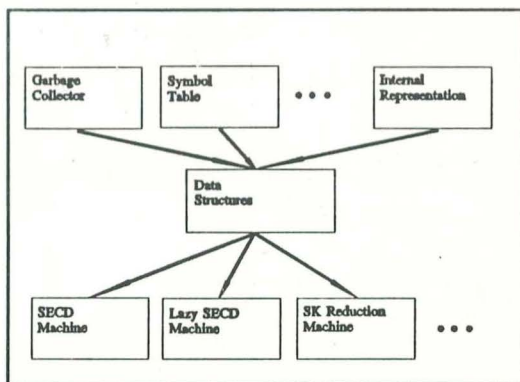 Garbage
Collector
Symbol
Table
• • •
Internal
Representation
Data
Structures
SECD
Machine
Lazy SECD
Machine
SK Reduction
Machine
• • •